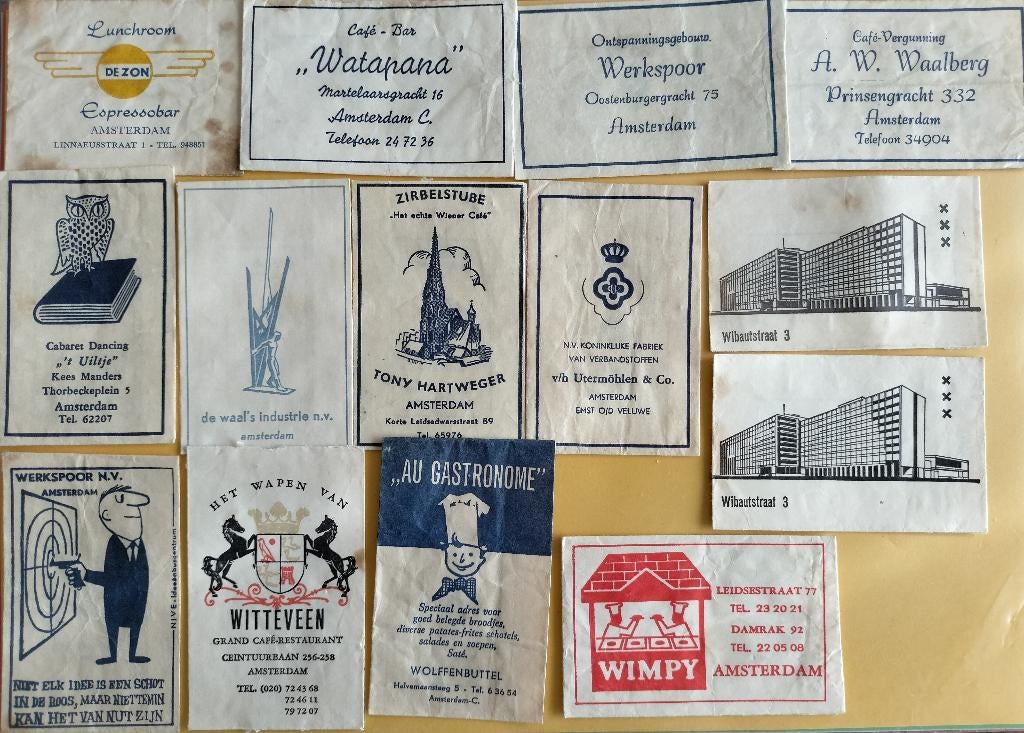 Lunchroom
DE ZON
Espressobar
AMSTERDAM
LINNAEUSSTRAAT 1 - TEL. 948851
Café - Bar
„Watapana”
Martelaarsgracht 16
Amsterdam C.
Telefoon 24 72 36
Ontspanningsgebouw.
Werkspoor
Oostenburgergracht 75
Amsterdam
Café-Vergunning
A. W. Waalberg
Prinsengracht 332
Amsterdam
Telefoon 34904
Cabaret Dancing
„'t Uiltje”
Kees Manders
Thorbeckeplein 5
Amsterdam
Tel. 62207
de waal's industrie n.v.
amsterdam
ZIRBELSTUBE
„Het echte Wiener Café”
TONY HARTWEGER
AMSTERDAM
Korte Leidsedwarsstraat 89
Tel. 65976
N.V. KONINKLIJKE FABRIEK
VAN VERBANDSTOFFEN
v/h Utermöhlen & Co.
AMSTERDAM
EMST O/D VELUWE
Wibautstraat 3
Wibautstraat 3
WERKSPOOR N.V.
AMSTERDAM
NIVE-Ideeënbuscentrum
NIET ELK IDEE IS EEN SCHOT
IN DE ROOS, MAAR NIETTEMIN
KAN HET VAN NUT ZIJN
HET WAPEN VAN
WITTEVEEN
GRAND CAFÉ-RESTAURANT
CEINTUURBAAN 256-258
AMSTERDAM
TEL. (020) 72 43 68
72 46 11
79 72 07
„AU GASTRONOME”
Speciaal adres voor
goed belegde broodjes,
diverse patates-frites schotels,
salades en soepen,
Saté.
WOLFFENBUTTEL
Halvemaansteeg 5 - Tel. 6 36 54
Amsterdam-C.
WIMPY
LEIDSESTRAAT 77
TEL. 23 20 21
DAMRAK 92
TEL. 22 05 08
AMSTERDAM